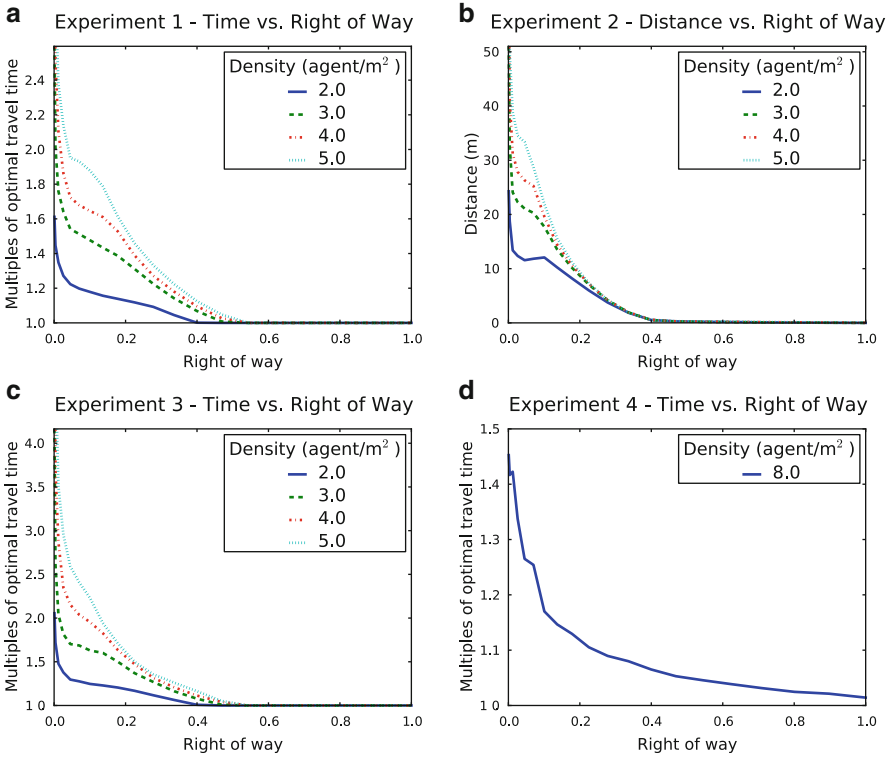 a
Experiment 1 - Time vs. Right of Way
Multiples of optimal travel time
2.4
2.2
2.0
1.8
1.6
1.4
1.2
1.0
Density (agent/m²)
2.0
3.0
4.0
5.0
0.0 0.2 0.4 0.6 0.8 1.0
Right of way
b
Experiment 2 - Distance vs. Right of Way
Distance (m)
50
40
30
20
10
0
Density (agent/m²)
2.0
3.0
4.0
5.0
0.0 0.2 0.4 0.6 0.8 1.0
Right of way
c
Experiment 3 - Time vs. Right of Way
Multiples of optimal travel time
4.0
3.5
3.0
2.5
2.0
1.5
1 0
Density (agent/m²)
2.0
3.0
4.0
5.0
0.0 0.2 0.4 0.6 0.8 1.0
Right of way
d
Experiment 4 - Time vs. Right of Way
Multiples of optimal travel time
1.5
1.4
1.3
1.2
1.1
1 0
Density (agent/m²)
8.0
0.0 0.2 0.4 0.6 0.8 1.0
Right of way